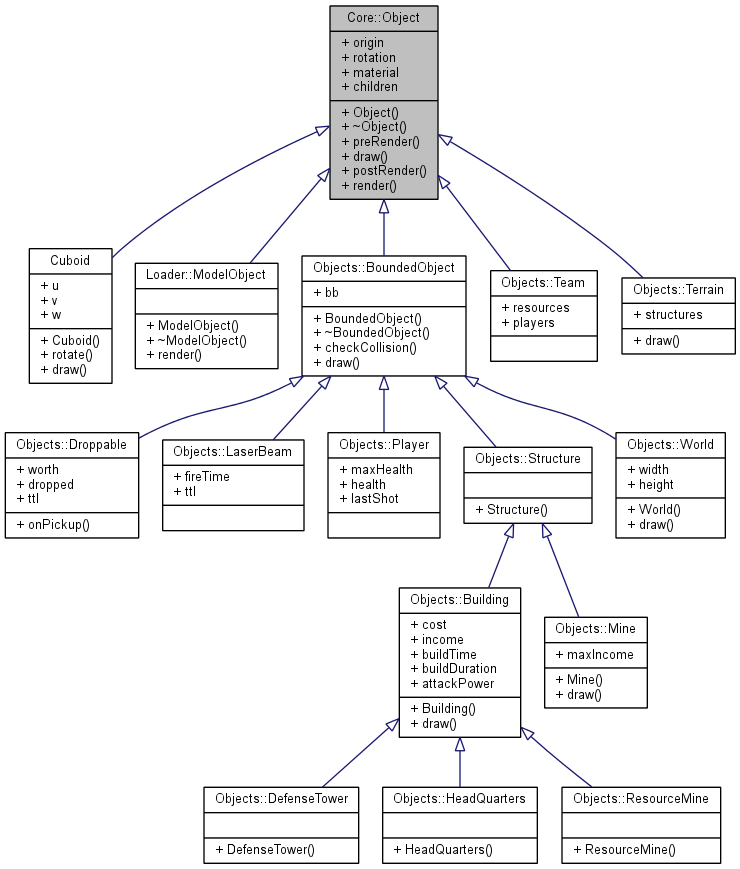 Core::Object
+ origin
+ rotation
+ material
+ children
+ Object()
+ ~Object()
+ preRender()
+ draw()
+ postRender()
+ render()
Cuboid
+ u
+ v
+ w
+ Cuboid()
+ rotate()
+ draw()
Loader::ModelObject
+ ModelObject()
+ ~ModelObject()
+ render()
Objects::BoundedObject
+ bb
+ BoundedObject()
+ ~BoundedObject()
+ checkCollision()
+ draw()
Objects::Team
+ resources
+ players
Objects::Terrain
+ structures
+ draw()
Objects::Droppable
+ worth
+ dropped
+ ttl
+ onPickup()
Objects::LaserBeam
+ fireTime
+ ttl
Objects::Player
+ maxHealth
+ health
+ lastShot
Objects::Structure
+ Structure()
Objects::World
+ width
+ height
+ World()
+ draw()
Objects::Building
+ cost
+ income
+ buildTime
+ buildDuration
+ attackPower
+ Building()
+ draw()
Objects::Mine
+ maxIncome
+ Mine()
+ draw()
Objects::DefenseTower
+ DefenseTower()
Objects::HeadQuarters
+ HeadQuarters()
Objects::ResourceMine
+ ResourceMine()